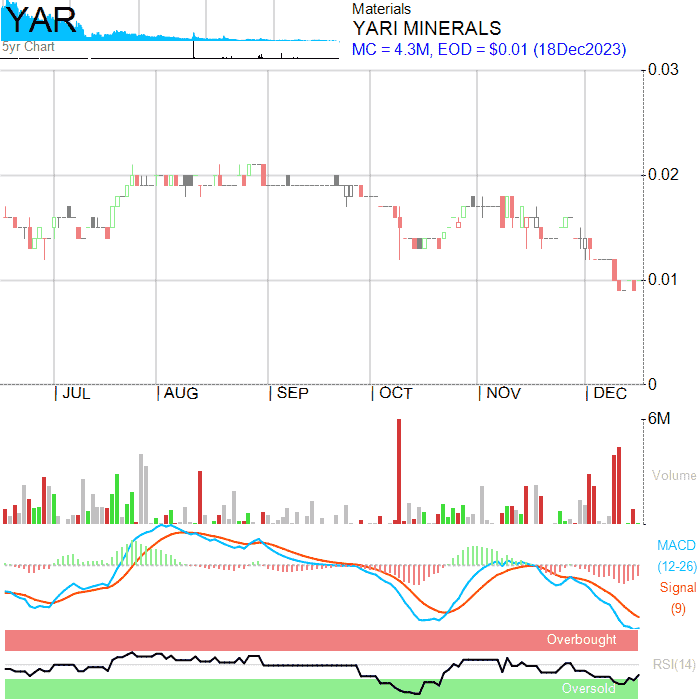 YAR
5yr Chart
Materials
YARI MINERALS
MC = 4.3M, EOD = $0.01 (18Dec2023)
0.03
0.02
0.01
0
| JUL | AUG | SEP | OCT | NOV | DEC
6M
Volume
MACD
(12-26)
Signal
(9)
Overbought
RSI(14)
Oversold